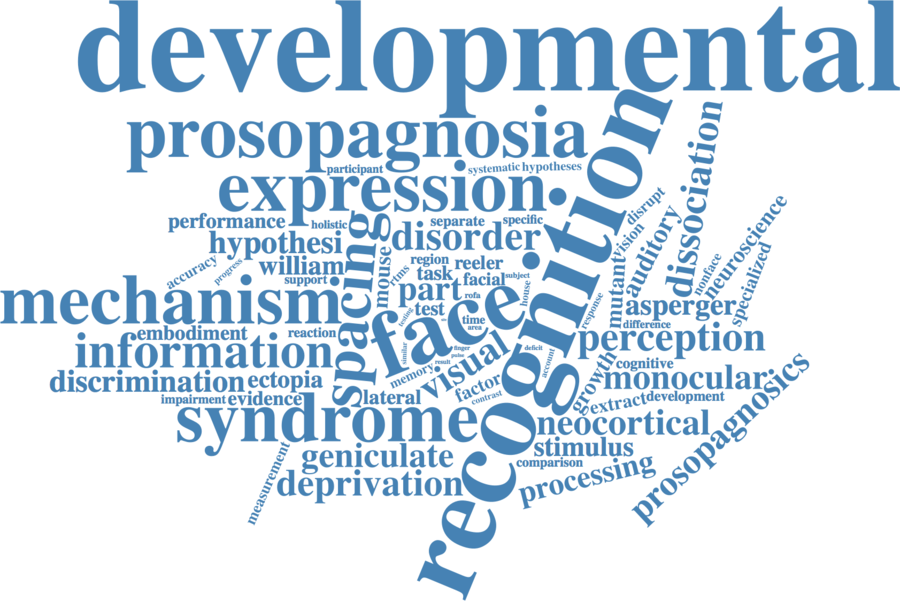 developmental
prosopagnosia
recognition
participant
systematic
hypotheses
expression
dissociation
disrupt
neuroscience
performance
holistic
separate
specific
hypothesi
spacing
disorder
vision
auditory
accuracy
progress
william
mouse
rtms
region
reeler
nonface
specialized
support
task
facial
subject
mutant
mechanism
part
rofa
house
response
asperger
embodiment
reaction
test
time
area
face
difference
perception
information
similar
finger
pulse
deficit
account
cognitive
discrimination
ectopia
memory
result
visual
factor
growth
monocular
impairment
evidence
lateral
contrast
extract
development
syndrome
neocortical
prosopagnosics
measurement
geniculate
stimulus
comparison
processing
deprivation